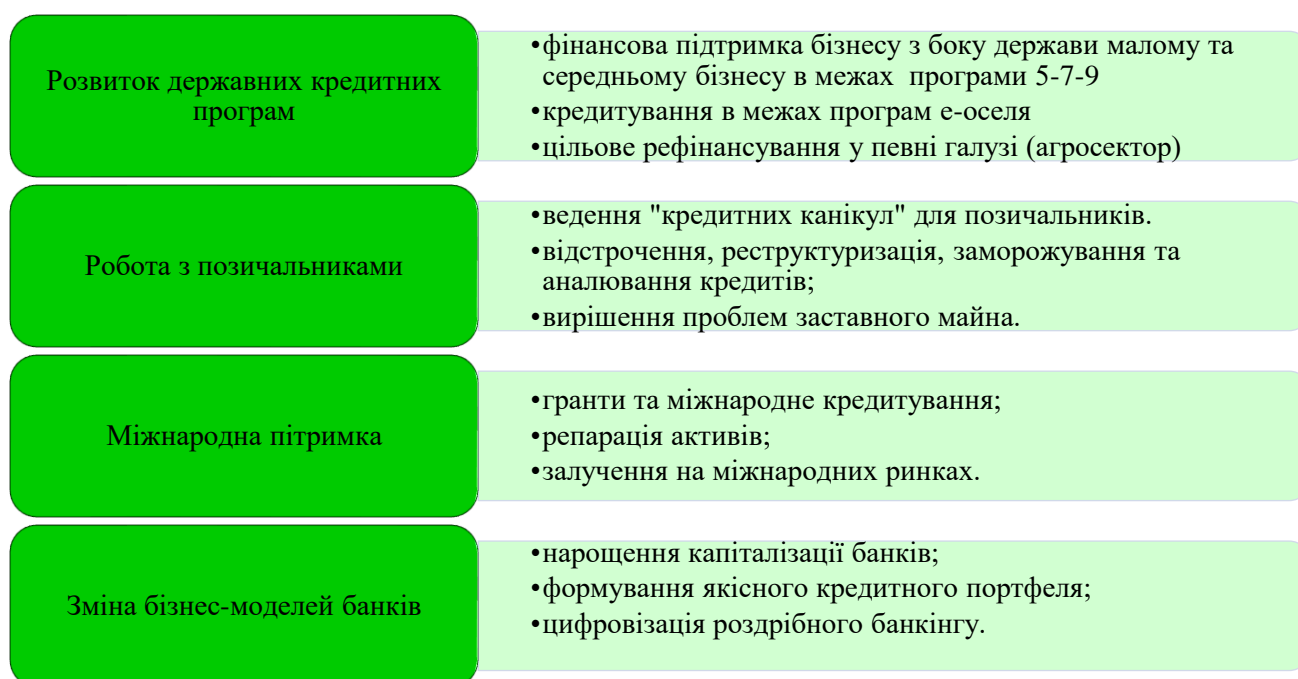 Розвиток державних кредитних
програм
•фінансова підтримка бізнесу з боку держави малому та
середньому бізнесу в межах програми 5-7-9
•кредитування в межах програм е-оселя
•цільове рефінансування у певні галузі (агросектор)
Робота з позичальниками
•ведення "кредитних канікул" для позичальників.
•відстрочення, реструктуризація, заморожування та
аналювання кредитів;
•вирішення проблем заставного майна.
Міжнародна пітримка
•гранти та міжнародне кредитування;
•репарація активів;
•залучення на міжнародних ринках.
Зміна бізнес-моделей банків
•нарощення капіталізації банків;
•формування якісного кредитного портфеля;
•цифровізація роздрібного банкінгу.